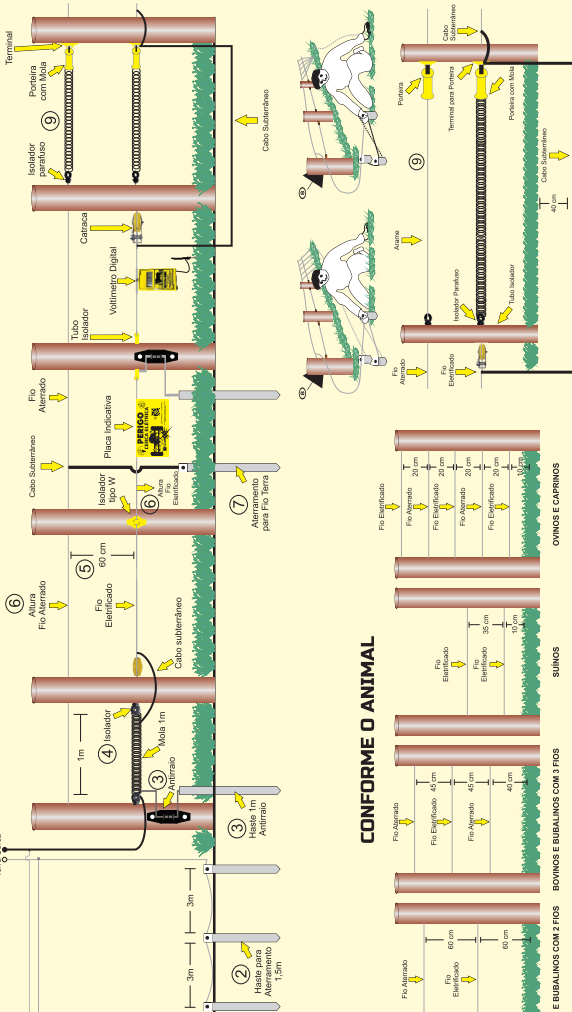 3m
3m
2
Haste para
Aterramento
1,5m
3
Antirraio
3
Haste 1m
Antirraio
1m
4
Isolador
Mola 1m
Cabo subterrâneo
6
Altura
Fio Aterrado
Fio
Eletrificado
5
60 cm
Isolador
tipo W
6
Altura
Fio
Eletrificado
Cabo Subterrâneo
7
Aterramento
para Fio Terra
Placa Indicativa
PERIGO
CERCA ELÉTRICA
Fio
Aterrado
Tubo
Isolador
Voltímetro Digital
Catraca
Isolador
parafuso
9
Porteira
com Mola
Terminal
Cabo Subterrâneo
8
8
CONFORME O ANIMAL
Fio Aterrado
Fio
Eletrificado
60 cm
60 cm
E BUBALINOS COM 2 FIOS
Fio Aterrado
Fio Eletrificado
Fio Aterrado
45 cm
45 cm
40 cm
BOVINOS E BUBALINOS COM 3 FIOS
Fio
Eletrificado
Fio
Eletrificado
35 cm
10 cm
SUÍNOS
Fio Eletrificado
Fio Aterrado
Fio Eletrificado
Fio Aterrado
Fio Eletrificado
20 cm
20 cm
20 cm
20 cm
10 cm
OVINOS E CAPRINOS
Fio
Aterrado
Fio
Eletrificado
Arame
9
Isolador Parafuso
Tubo Isolador
Porteira
Terminal para Porteira
Porteira com Mola
Cabo
Subterrâneo
Cabo Subterrâneo
40 cm